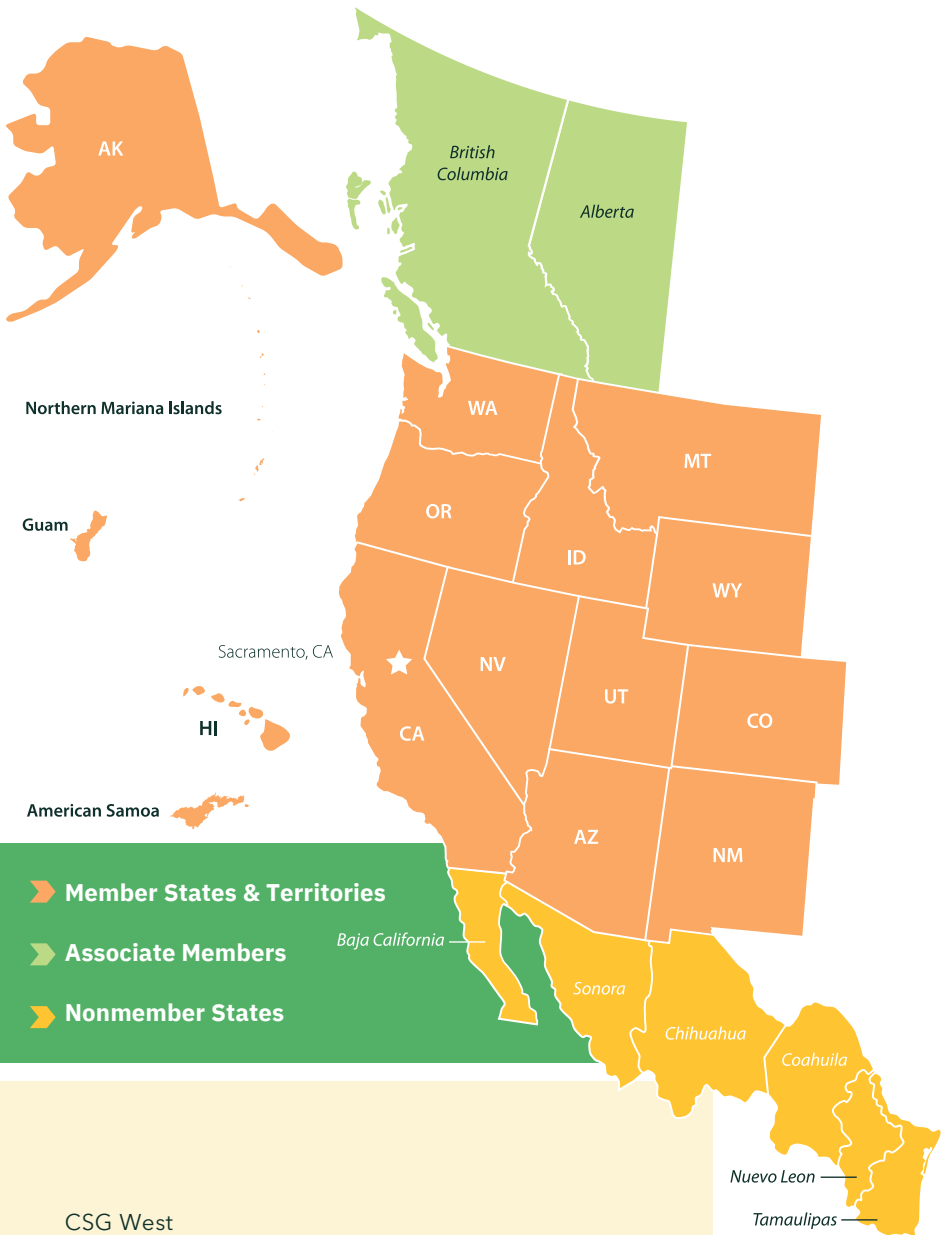 AK
British
Columbia
Alberta
Northern Mariana Islands
WA
MT
OR
Guam
ID
WY
Sacramento, CA
NV
UT
CO
HI
CA
American Samoa
AZ
NM
Member States & Territories
Associate Members
Nonmember States
Baja California
Sonora
Chihuahua
Coahuila
Nuevo Leon
Tamaulipas
CSG West